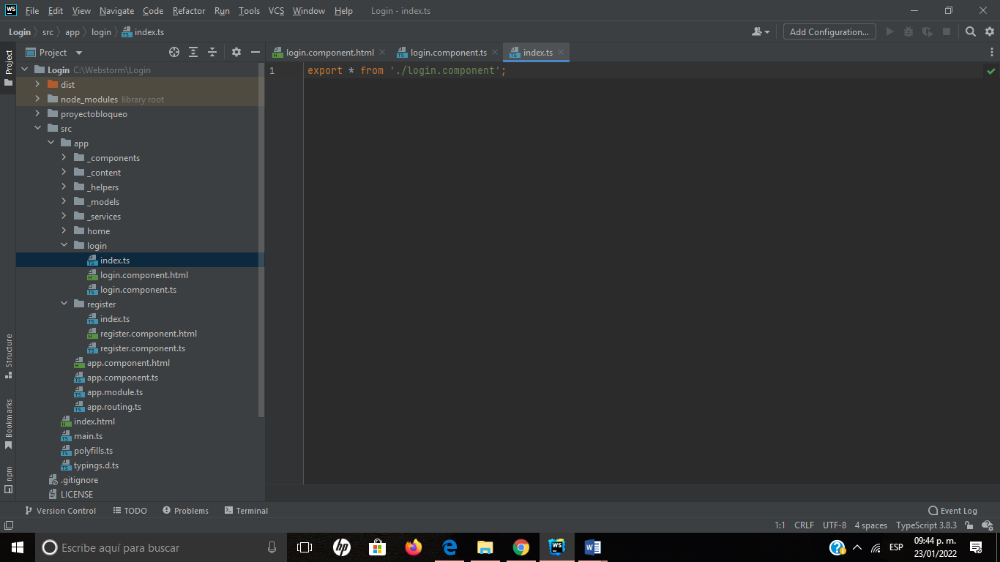 WS File Edit View Navigate Code Refactor Run Tools VCS Window Help Login - index.ts
Login src app login index.ts Add Configuration...
Project Project login.component.html login.component.ts index.ts
Login C:\Webstorm\Login
1 export * from './login.component';
dist
node_modules library root
proyectobloqueo
src
app
_components
_content
_helpers
_models
_services
home
login
index.ts
login.component.html
login.component.ts
register
index.ts
register.component.html
register.component.ts
app.component.html
app.component.ts
app.module.ts
app.routing.ts
index.html
main.ts
polyfills.ts
typings.d.ts
.gitignore
LICENSE
Structure
Bookmarks
npm
Version Control TODO Problems Terminal Event Log
1:1 CRLF UTF-8 4 spaces TypeScript 3.8.3
Escribe aquí para buscar hp WS W ESP 09:44 p. m.
23/01/2022